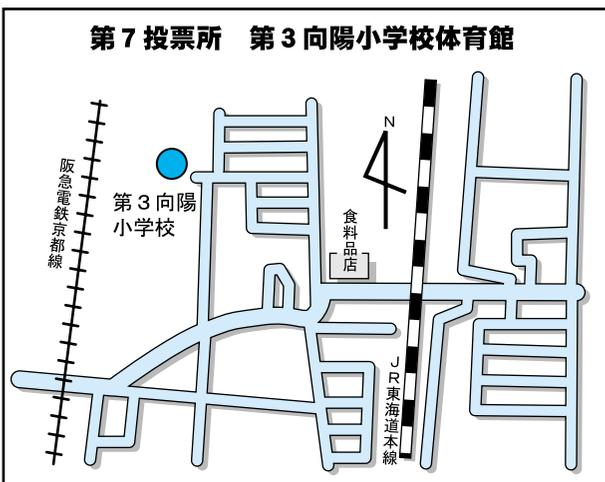 第7投票所　第3向陽小学校体育館
N
阪急電鉄京都線
第3向陽
小学校
食料品店
JR東海道本線